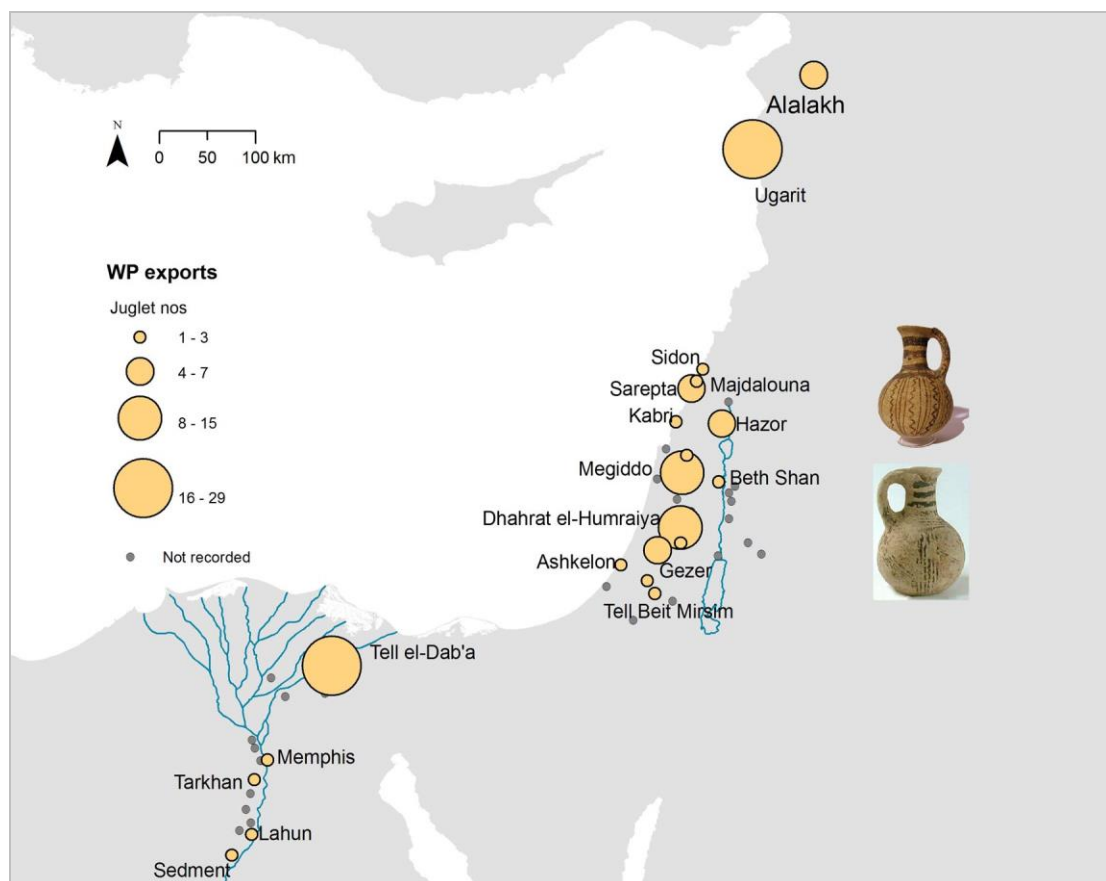 Alalakh
N
0 50 100 km
Ugarit
WP exports
Juglet nos
1 - 3
4 - 7
8 - 15
16 - 29
Not recorded
Sidon
Sarepta
Majdalouna
Kabri
Hazor
Megiddo
Beth Shan
Dhahrat el-Humraiya
Ashkelon
Gezer
Tell Beit Mirsim
Tell el-Dab'a
Memphis
Tarkhan
Lahun
Sedment